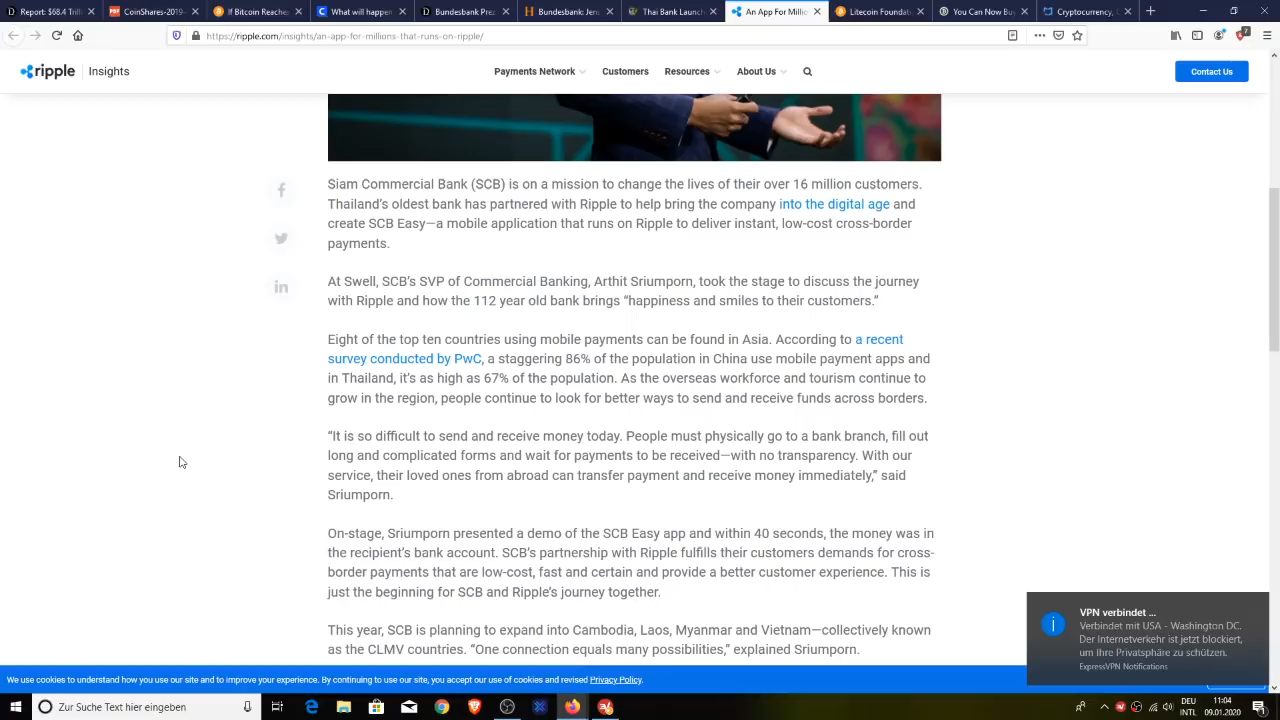 Report: $68.4 Trilli
CoinShares-2019-
If Bitcoin Reaches
What will happen
Bundesbank Pred
Bundesbank: Jens
Thai Bank Launch
An App For Millio
Litecoin Foundati
You Can Now Bu
Cryptocurrency, C
https://ripple.com/insights/an-app-for-millions-that-runs-on-ripple/
ripple Insights
Payments Network
Customers
Resources
About Us
Contact Us
Siam Commercial Bank (SCB) is on a mission to change the lives of their over 16 million customers.
Thailand's oldest bank has partnered with Ripple to help bring the company into the digital age and
create SCB Easy—a mobile application that runs on Ripple to deliver instant, low-cost cross-border
payments.
At Swell, SCB's SVP of Commercial Banking, Arthit Sriumporn, took the stage to discuss the journey
with Ripple and how the 112 year old bank brings “happiness and smiles to their customers.”
Eight of the top ten countries using mobile payments can be found in Asia. According to a recent
survey conducted by PwC, a staggering 86% of the population in China use mobile payment apps and
in Thailand, it's as high as 67% of the population. As the overseas workforce and tourism continue to
grow in the region, people continue to look for better ways to send and receive funds across borders.
“It is so difficult to send and receive money today. People must physically go to a bank branch, fill out
long and complicated forms and wait for payments to be received—with no transparency. With our
service, their loved ones from abroad can transfer payment and receive money immediately,” said
Sriumporn.
On-stage, Sriumporn presented a demo of the SCB Easy app and within 40 seconds, the money was in
the recipient's bank account. SCB's partnership with Ripple fulfills their customers demands for cross-
border payments that are low-cost, fast and certain and provide a better customer experience. This is
just the beginning for SCB and Ripple's journey together.
This year, SCB is planning to expand into Cambodia, Laos, Myanmar and Vietnam—collectively known
as the CLMV countries. “One connection equals many possibilities,” explained Sriumporn.
VPN verbindet ...
Verbindet mit USA - Washington DC.
Der Internetverkehr ist jetzt blockiert,
um Ihre Privatsphäre zu schützen.
ExpressVPN Notifications
We use cookies to understand how you use our site and to improve your experience. By continuing to use our site, you accept our use of cookies and revised Privacy Policy.
Zur Suche Text hier eingeben
DEU
INTL
11:04
09.01.2020